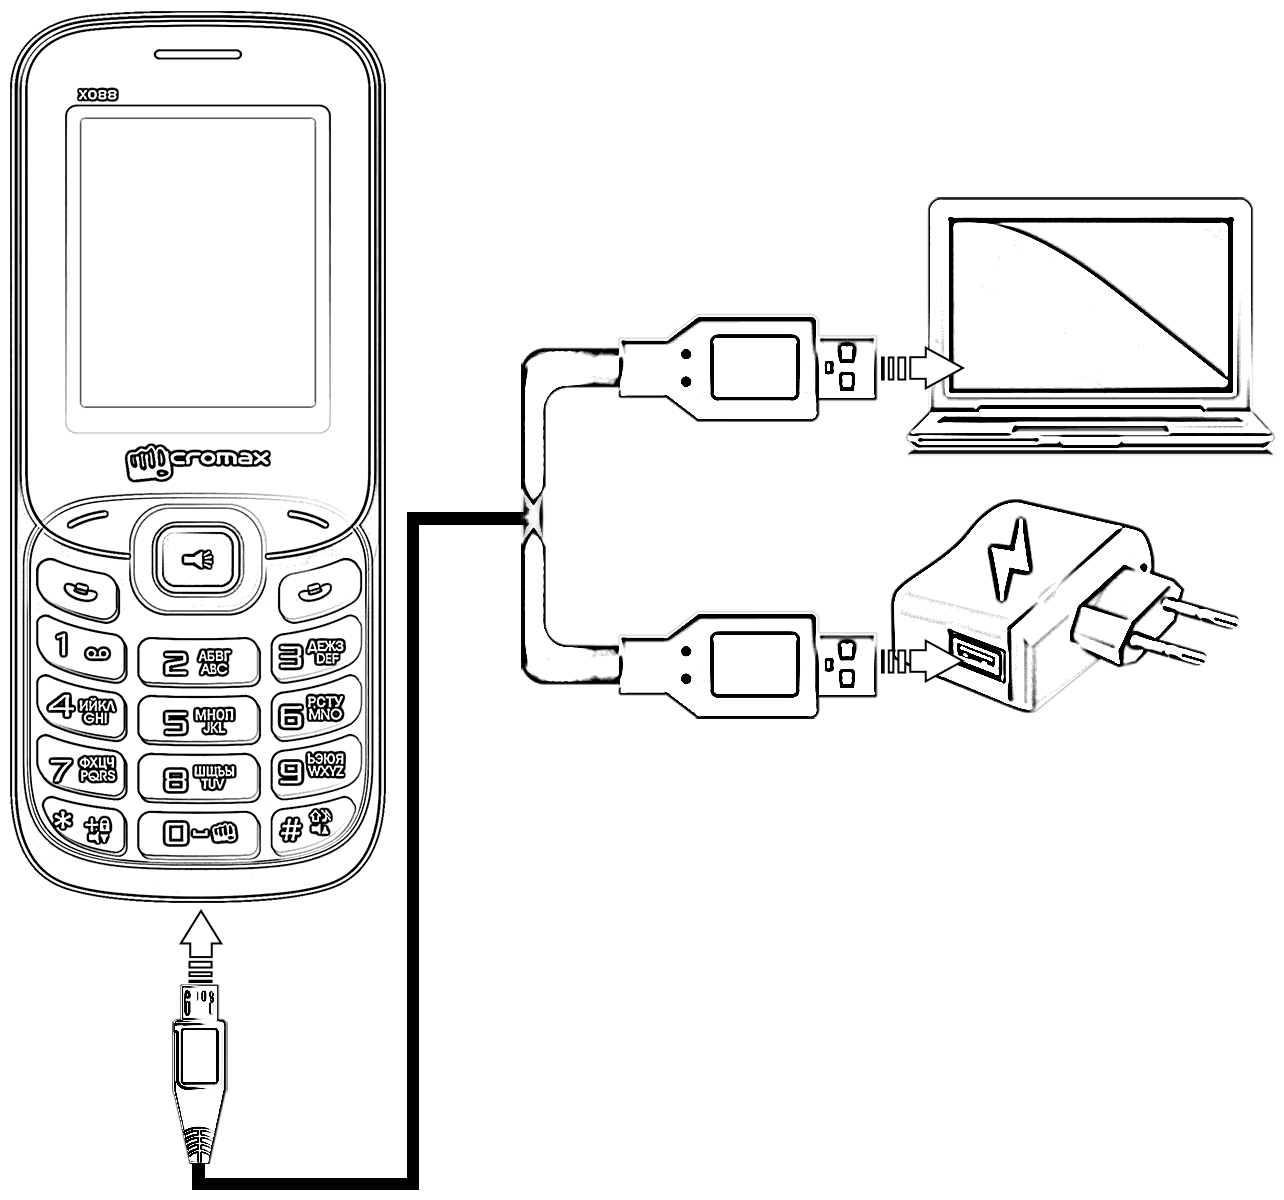 X088
cromax
1
2 АБВГ
ABC
3 ДЕЖЗ
DEF
4 ИЙКЛ
GHI
5 МНОП
JKL
6 РСТУ
MNO
7 ФХЦЧ
PQRS
8 ШЩЪЫ
TUV
9 ЬЭЮЯ
WXYZ
* +
0
#